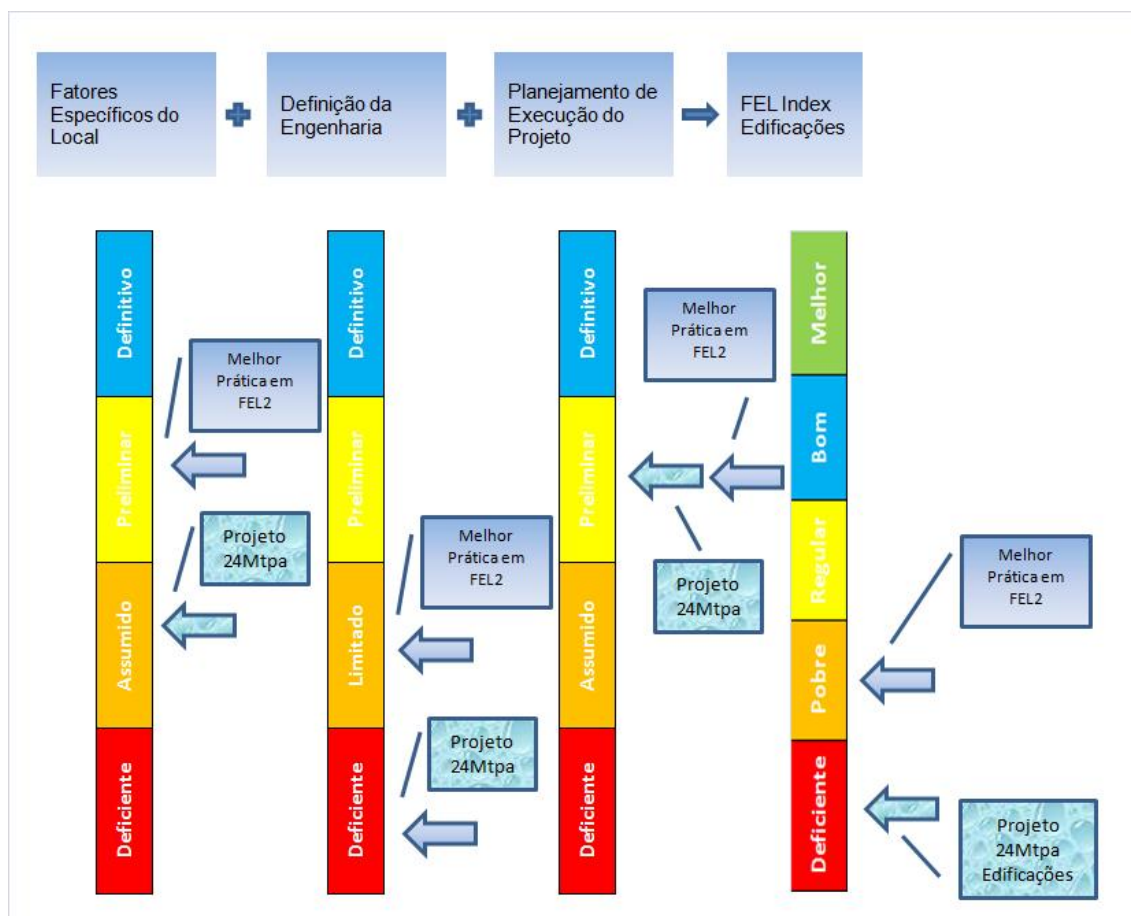 Fatores
Específicos do
Local
Definição da
Engenharia
Planejamento de
Execução do
Projeto
FEL Index
Edificações
Definitivo
Preliminar
Assumido
Deficiente
Melhor
Prática em
FEL2
Projeto
24Mtpa
Definitivo
Preliminar
Limitado
Deficiente
Melhor
Prática em
FEL2
Projeto
24Mtpa
Definitivo
Preliminar
Assumido
Deficiente
Melhor
Prática em
FEL2
Projeto
24Mtpa
Melhor
Bom
Regular
Pobre
Deficiente
Melhor
Prática em
FEL2
Projeto
24Mtpa
Edificações